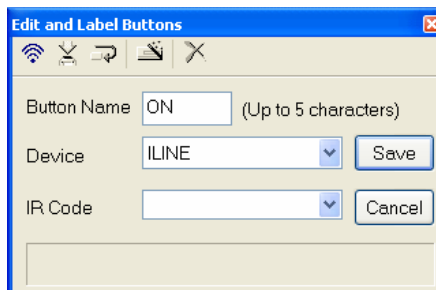 Edit and Label Buttons
Button Name ON (Up to 5 characters)
Device ILINE Save
IR Code Cancel